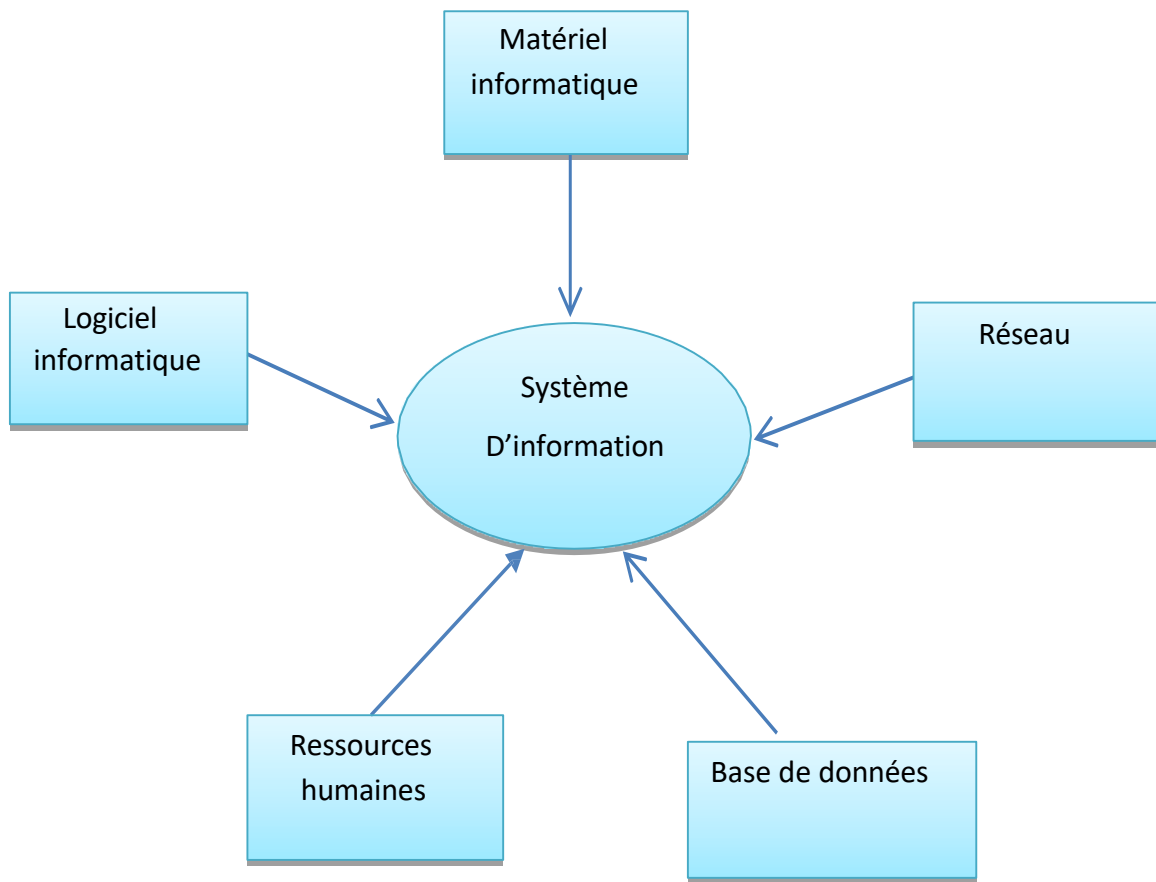 Matériel
informatique
Logiciel
informatique
Réseau
Système
D’information
Ressources
humaines
Base de données